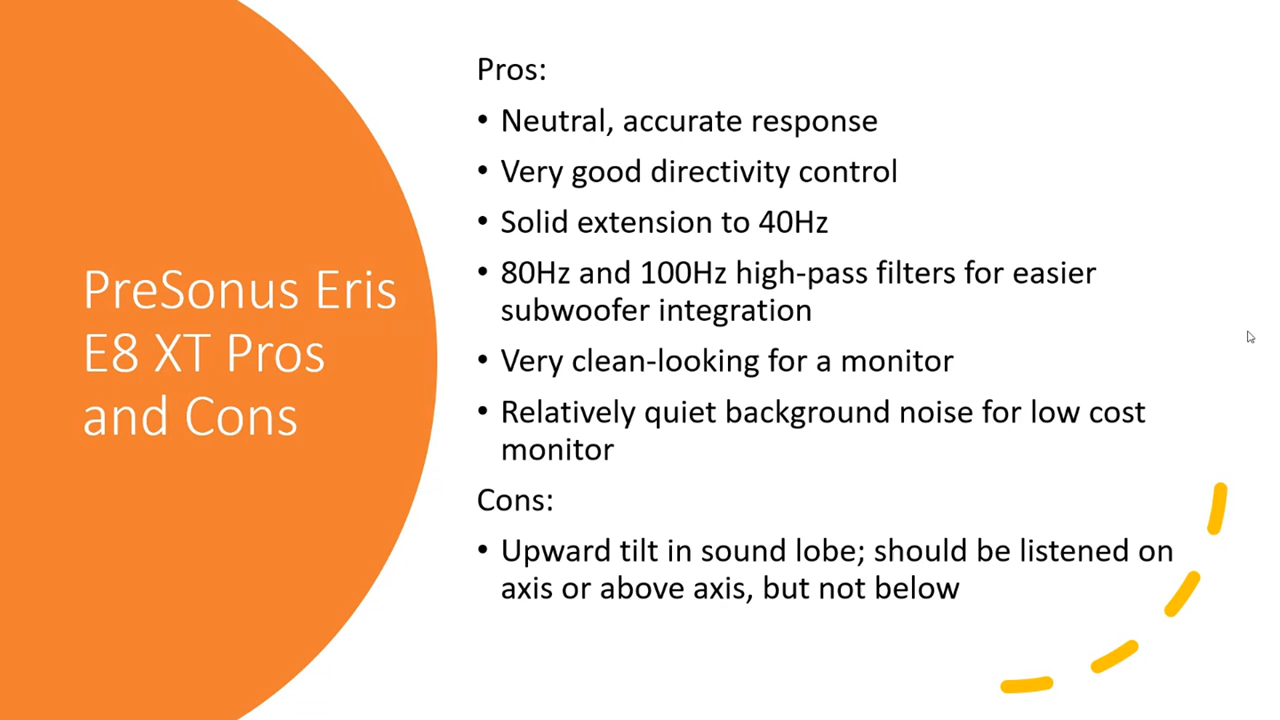 PreSonus Eris
E8 XT Pros
and Cons
Pros:
• Neutral, accurate response
• Very good directivity control
• Solid extension to 40Hz
• 80Hz and 100Hz high-pass filters for easier
subwoofer integration
• Very clean-looking for a monitor
• Relatively quiet background noise for low cost
monitor
Cons:
• Upward tilt in sound lobe; should be listened on
axis or above axis, but not below